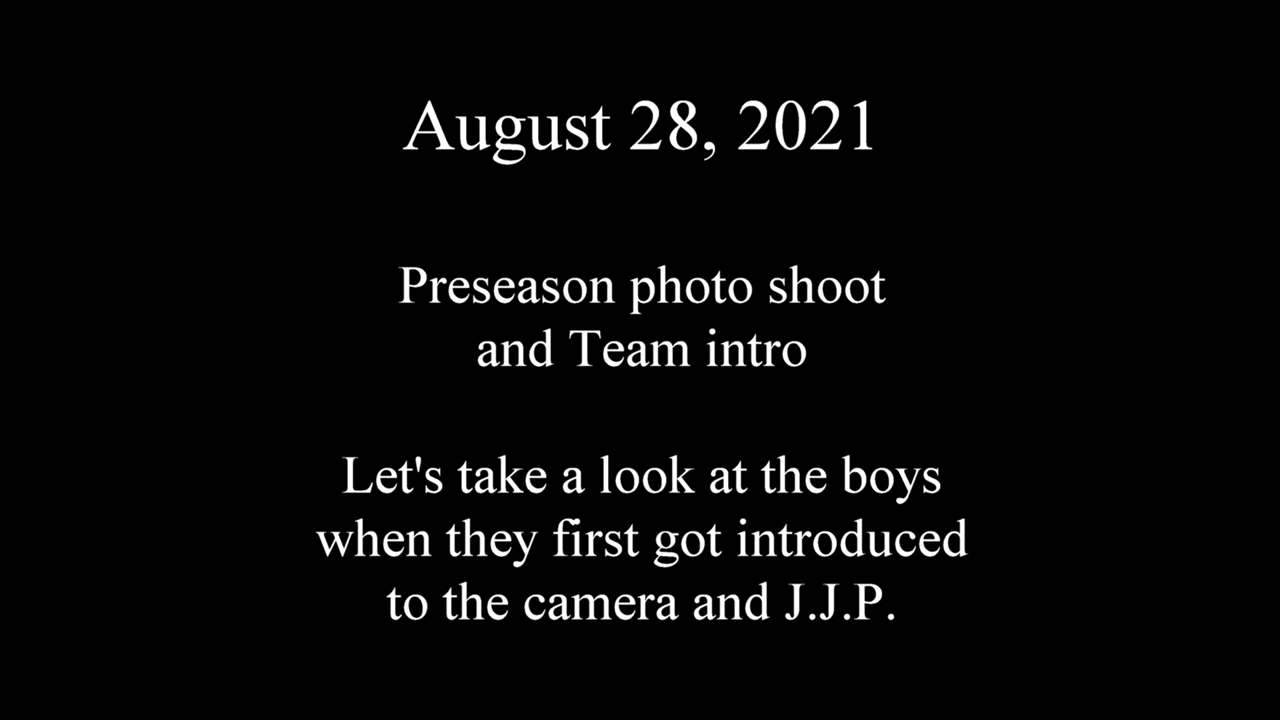 August 28, 2021
Preseason photo shoot
and Team intro
Let's take a look at the boys
when they first got introduced
to the camera and J.J.P.